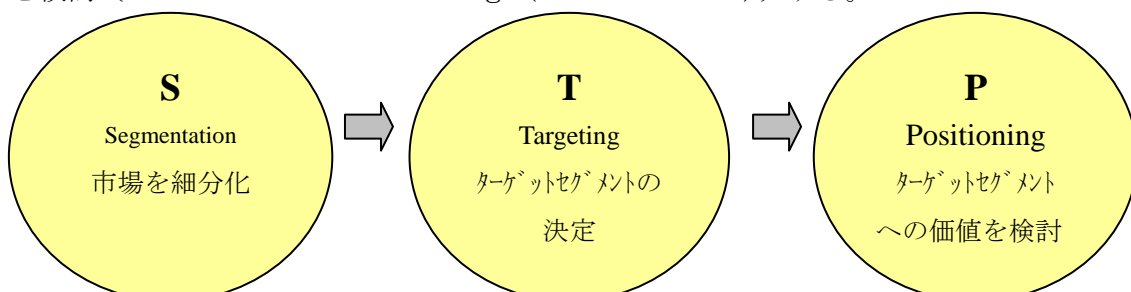 g
S
Segmentation
市場を細分化
T
Targeting
ﾀｰｹﾞｯﾄｾｸﾞﾒﾝﾄの
決定
P
Positioning
ﾀｰｹﾞｯﾄｾｸﾞﾒﾝﾄ
への価値を検討